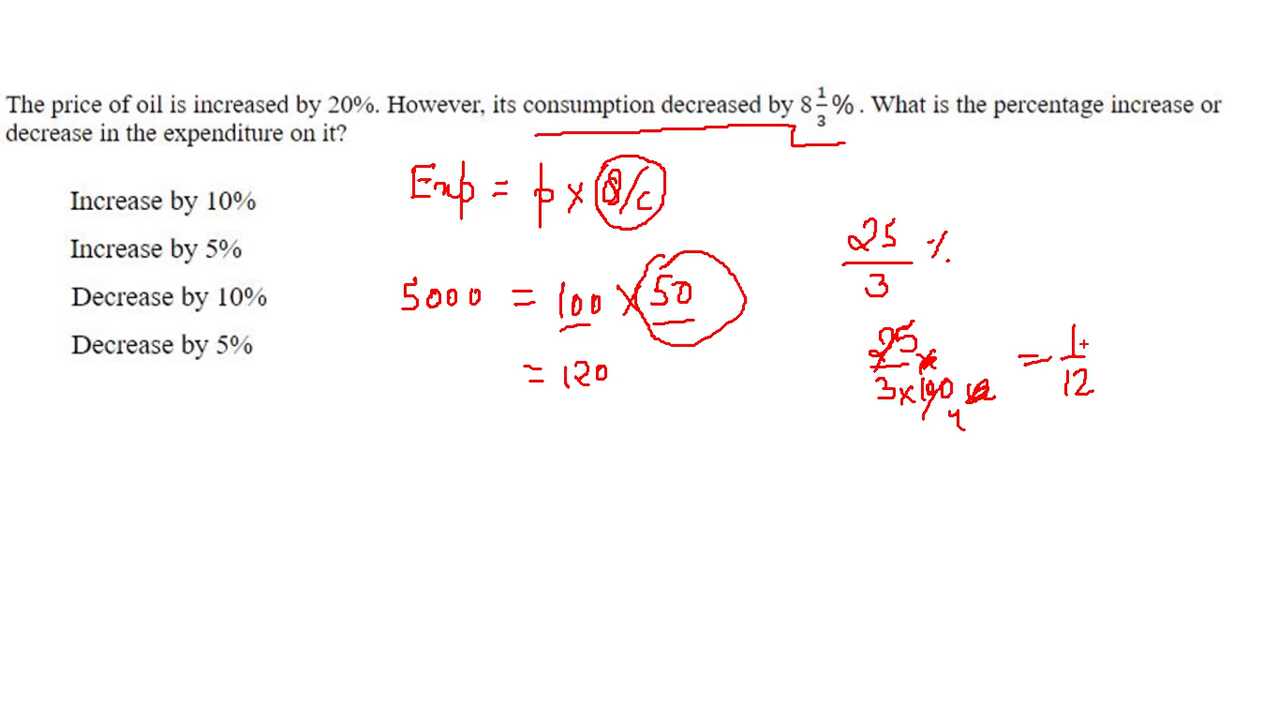 The price of oil is increased by 20%. However, its consumption decreased by 8 1/3 %. What is the percentage increase or
decrease in the expenditure on it?
Increase by 10%
Increase by 5%
Decrease by 10%
Decrease by 5%
Exp = p × /c
5000 = 100 × 50
= 120
25/3 %
25/3×100 4 = 1/12